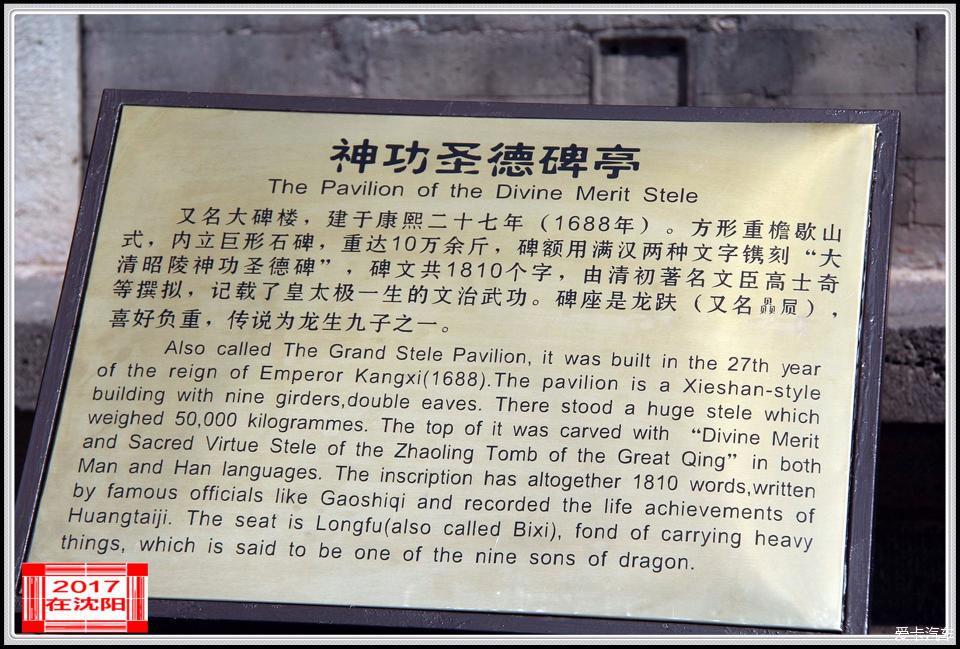 神功圣德碑亭
The Pavilion of the Divine Merit Stele
又名大碑楼，建于康熙二十七年（1688年）。方形重檐歇山
式，内立巨形石碑，重达10万余斤，碑额用满汉两种文字镌刻“大
清昭陵神功圣德碑”，碑文共1810个字，由清初著名文臣高士奇
等撰拟，记载了皇太极一生的文治武功。碑座是龙趺（又名赑屃），
喜好负重，传说为龙生九子之一。
Also called The Grand Stele Pavilion, it was built in the 27th year
of the reign of Emperor Kangxi(1688).The pavilion is a Xieshan-style
building with nine girders,double eaves. There stood a huge stele which
weighed 50,000 kilogrammes. The top of it was carved with “Divine Merit
and Sacred Virtue Stele of the Zhaoling Tomb of the Great Qing” in both
Man and Han languages. The inscription has altogether 1810 words,written
by famous officials like Gaoshiqi and recorded the life achievements of
Huangtaiji. The seat is Longfu(also called Bixi), fond of carrying heavy
things, which is said to be one of the nine sons of dragon.
2017
在沈阳
爱卡汽车